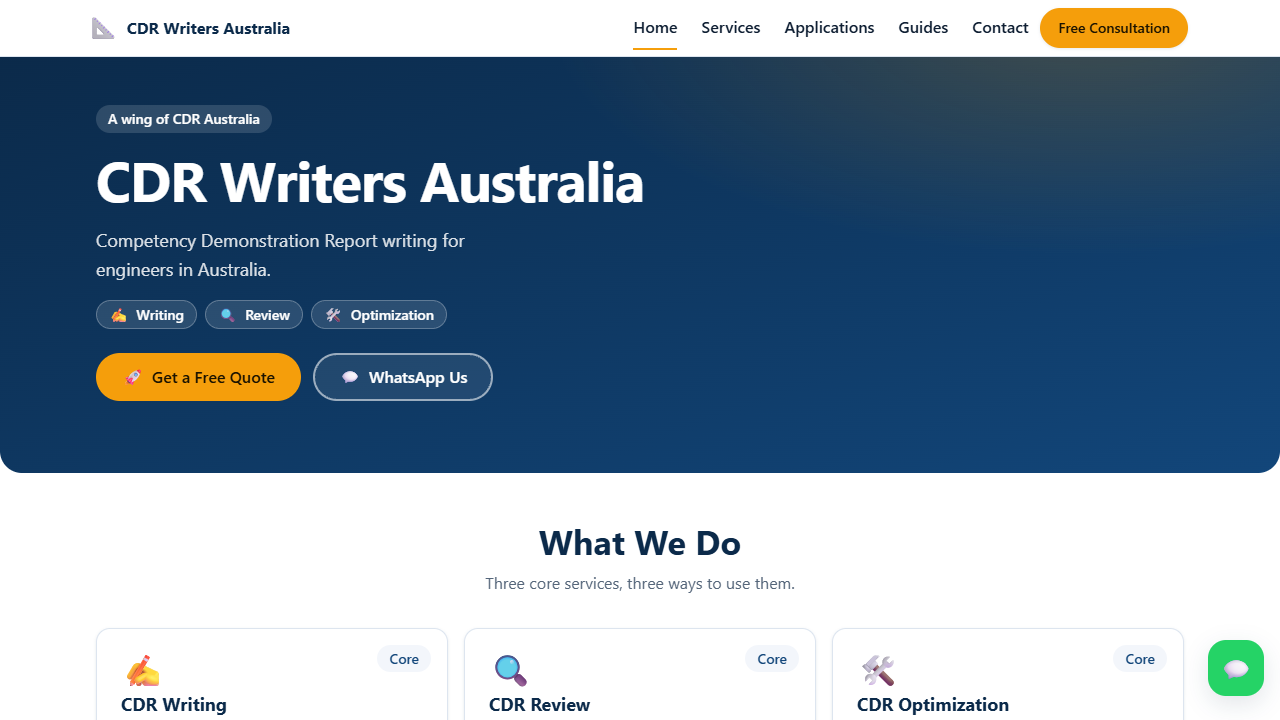 CDR Writers Australia
Home Services Applications Guides Contact Free Consultation
A wing of CDR Australia
CDR Writers Australia
Competency Demonstration Report writing for
engineers in Australia.
Writing Review Optimization
Get a Free Quote WhatsApp Us
What We Do
Three core services, three ways to use them.
Core Core Core
CDR Writing CDR Review CDR Optimization